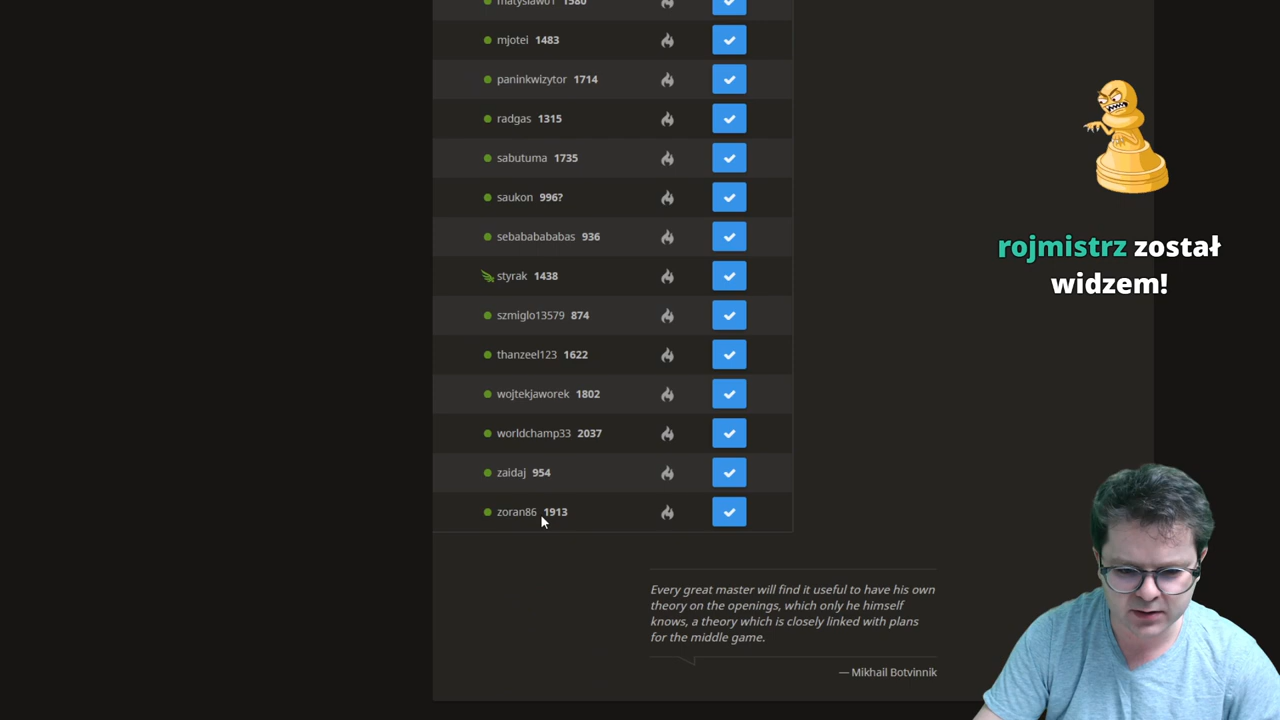 matyslaw01 1580
mjotei 1483
paninkwizytor 1714
radgas 1315
sabutuma 1735
saukon 996?
sebababababas 936
styrak 1438
szmiglo13579 874
thanzeel123 1622
wojtekjaworek 1802
worldchamp33 2037
zaidaj 954
zoran86 1913
rojmistrz został
widzem!
Every great master will find it useful to have his own
theory on the openings, which only he himself
knows, a theory which is closely linked with plans
for the middle game.
— Mikhail Botvinnik